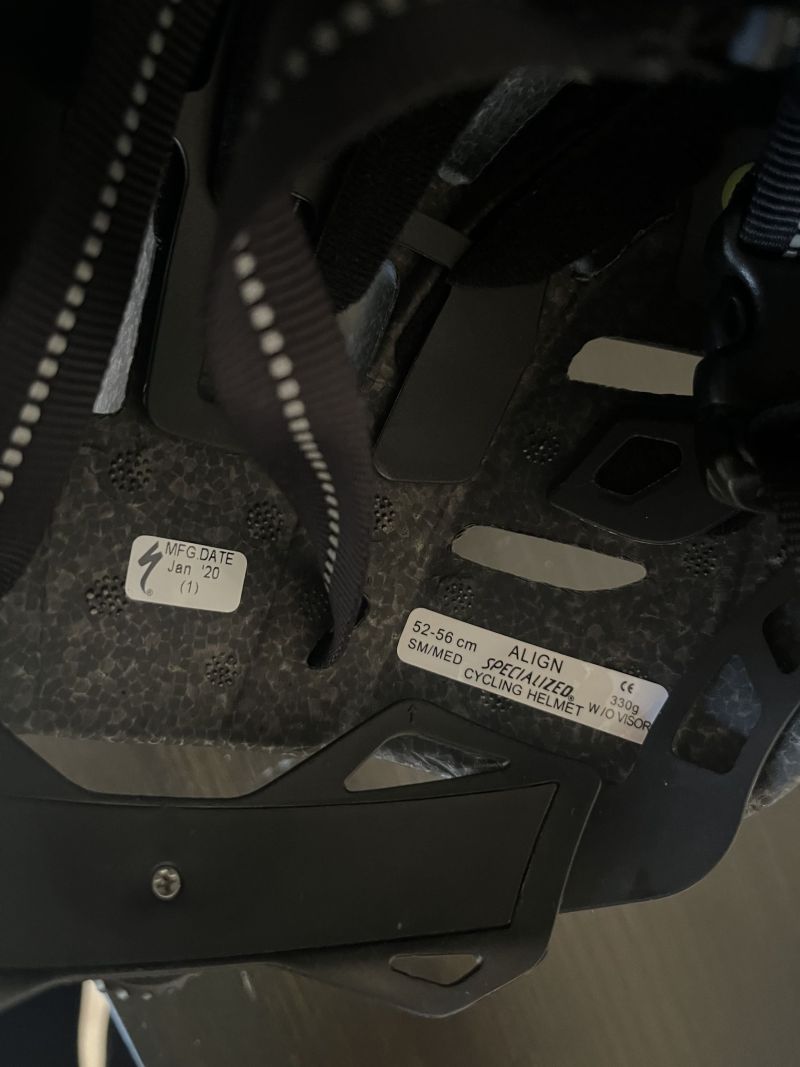 MFG.DATE
Jan '20
(1)
®
52-56 cm
SM/MED
ALIGN
SPECIALIZED®
CYCLING HELMET
CE
330g
W/O VISOR